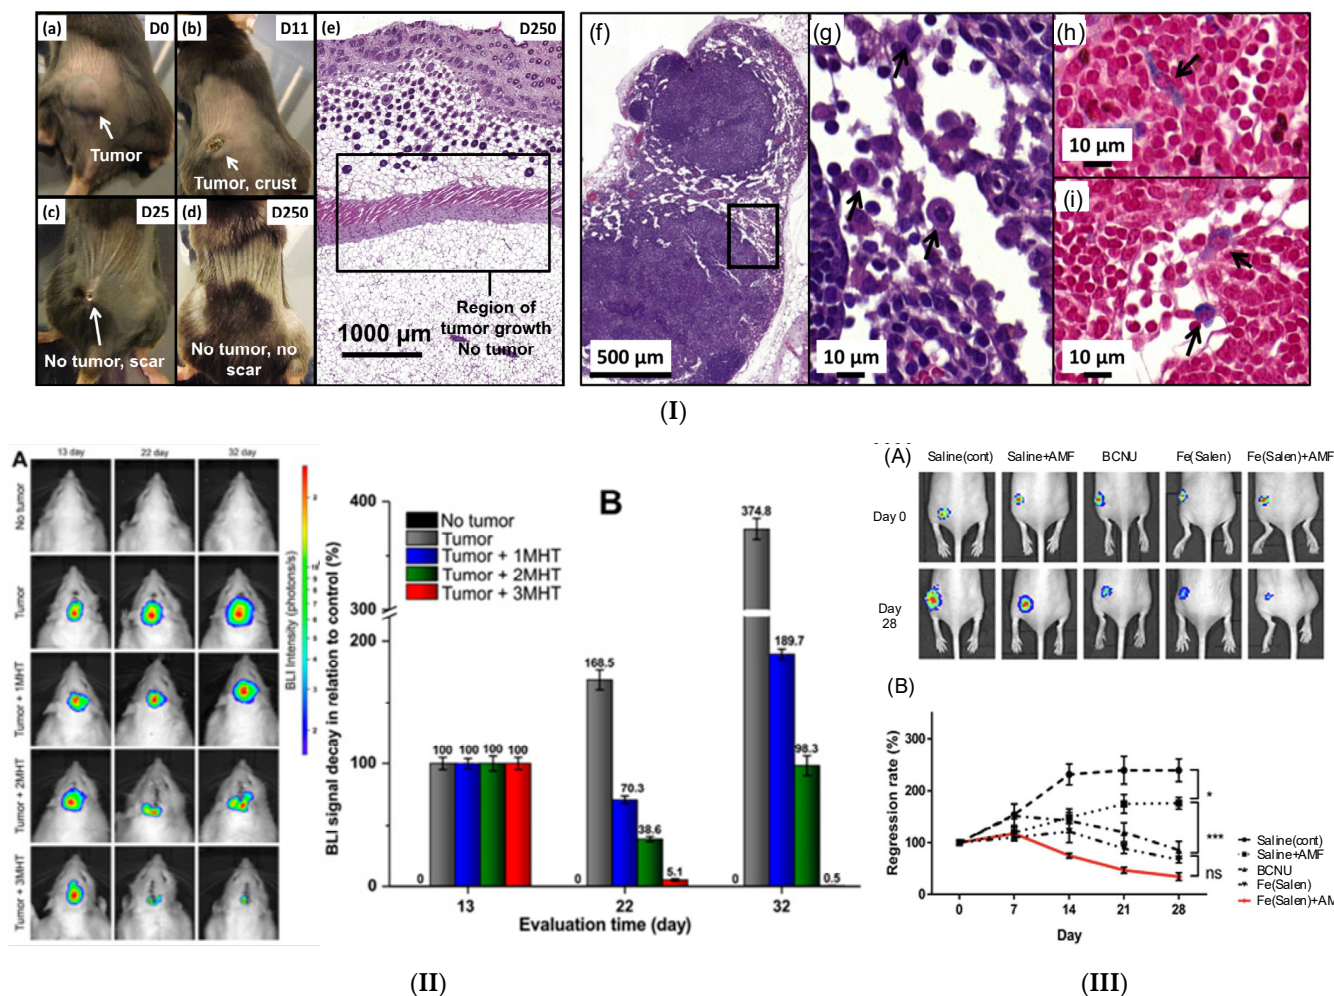 (a) D0
Tumor
(b) D11
Tumor, crust
(c) D25
No tumor, scar
(d) D250
No tumor, no
scar
(e) D250
Region of
tumor growth
No tumor
1000 µm
(f)
500 µm
(g)
10 µm
(h)
10 µm
(i)
10 µm
(I)
A
13 day 22 day 32 day
No tumor
Tumor
Tumor + 1MHT
Tumor + 2MHT
Tumor + 3MHT
BLI Intensity (photons/s)
B
No tumor
Tumor
Tumor + 1MHT
Tumor + 2MHT
Tumor + 3MHT
BLI signal decay in relation to control (%)
400
300
200
100
0
0 100 100 100 100
0 168.5 70.3 38.6 5.1
0 374.8 189.7 98.3 0.5
13 22 32
Evaluation time (day)
(II)
(A)
Saline(cont) Saline+AMF BCNU Fe(Salen) Fe(Salen)+AMF
Day 0
Day
28
(B)
Regression rate (%)
300
200
100
0
0 7 14 21 28
Day
*
***
ns
Saline(cont)
Saline+AMF
BCNU
Fe(Salen)
Fe(Salen)+AM
(III)